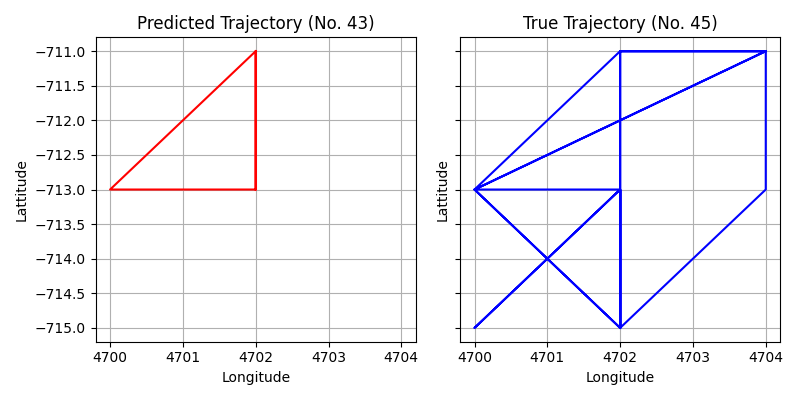 Predicted Trajectory (No. 43)
True Trajectory (No. 45)
−711.0
−711.5
−712.0
−712.5
−713.0
−713.5
−714.0
−714.5
−715.0
Lattitude
Lattitude
4700 4701 4702 4703 4704
4700 4701 4702 4703 4704
Longitude
Longitude